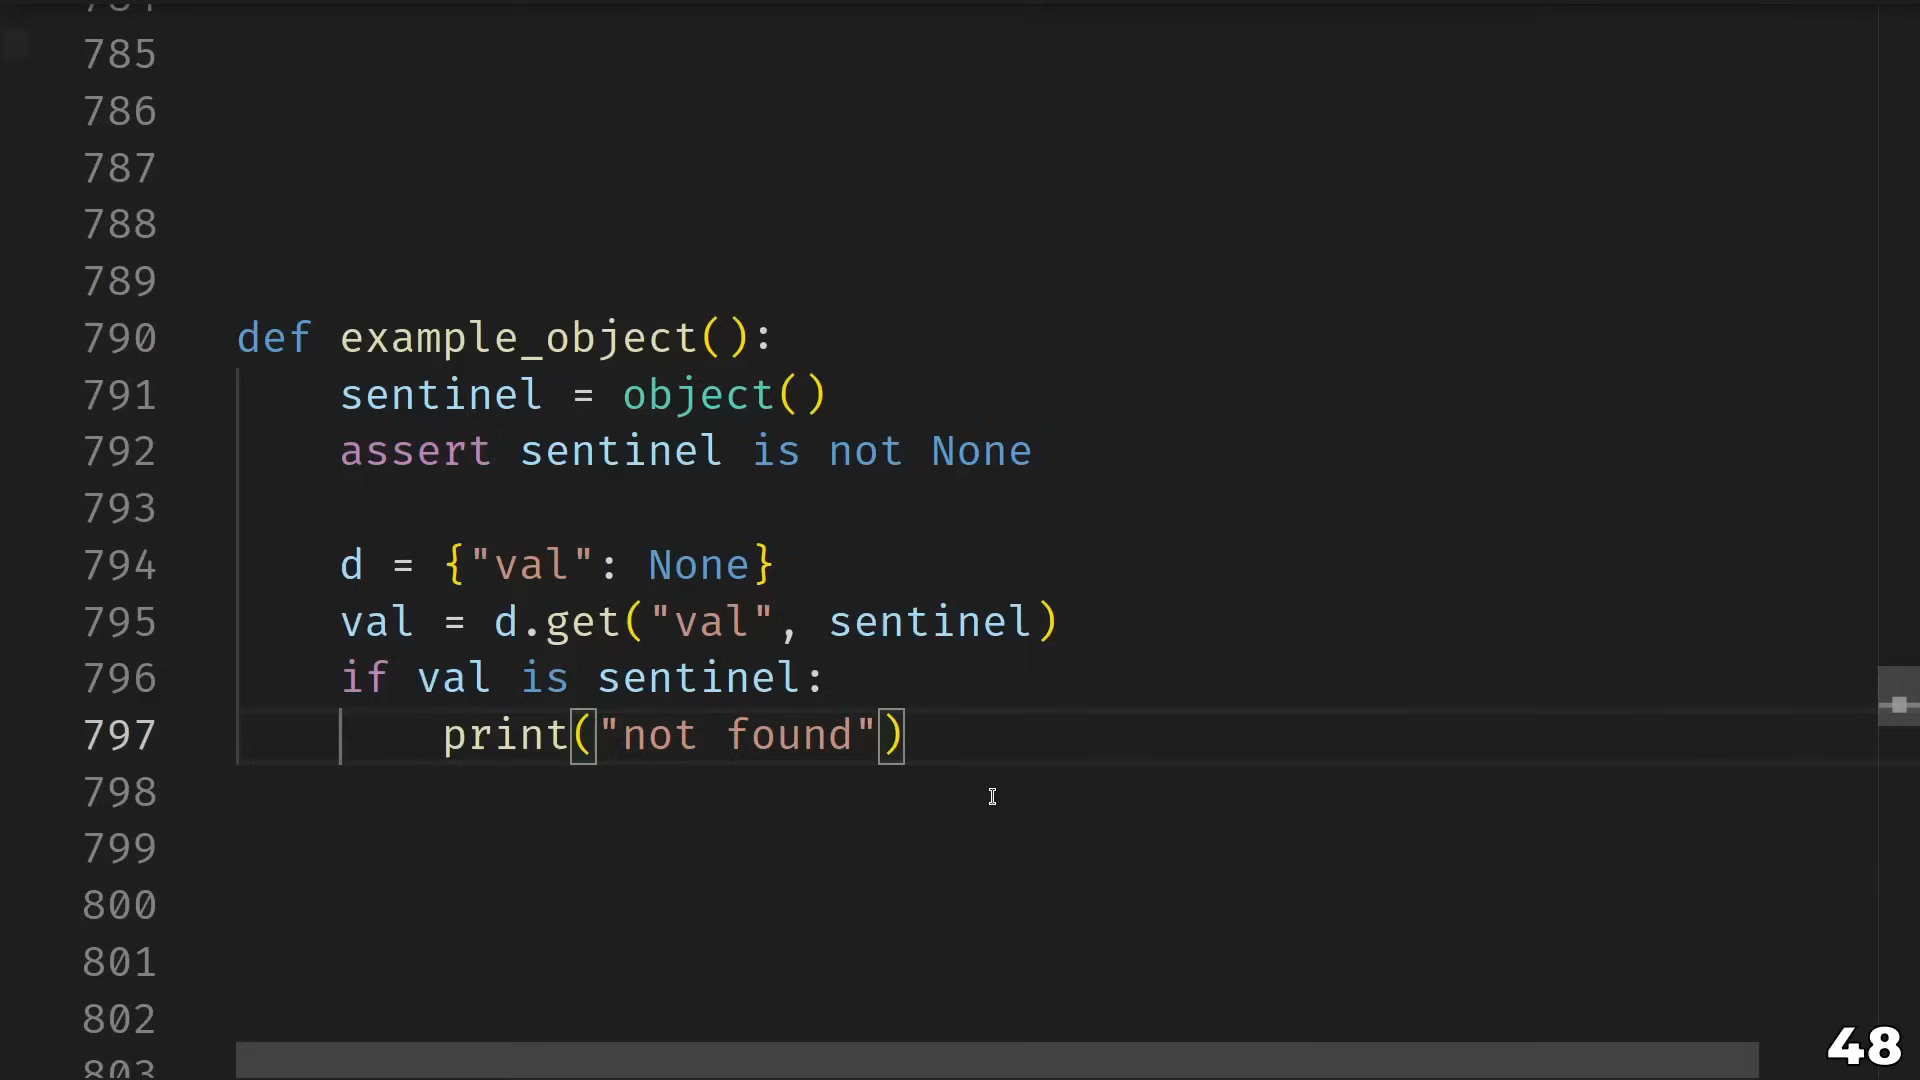 785
786
787
788
789
790 def example_object():
791     sentinel = object()
792     assert sentinel is not None
793
794     d = {"val": None}
795     val = d.get("val", sentinel)
796     if val is sentinel:
797         print("not found")
798
799
800
801
802
803
48